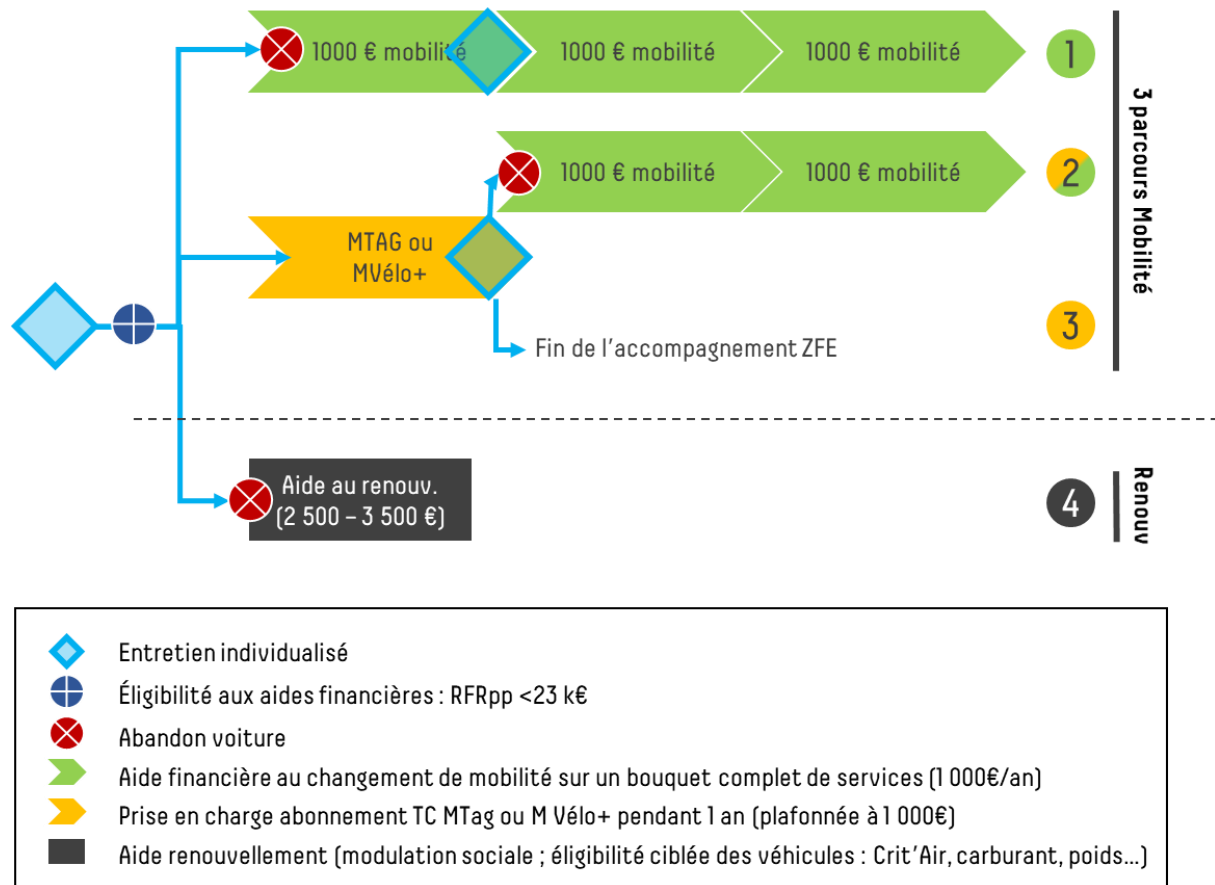 1000 € mobilité
1000 € mobilité
1000 € mobilité
1
1000 € mobilité
1000 € mobilité
2
MTAG ou
MVélo+
3
Fin de l'accompagnement ZFE
3 parcours Mobilité
Aide au renouv.
(2 500 – 3 500 €)
4
Renouv
Entretien individualisé
Éligibilité aux aides financières : RFRpp <23 k€
Abandon voiture
Aide financière au changement de mobilité sur un bouquet complet de services (1 000€/an)
Prise en charge abonnement TC MTag ou M Vélo+ pendant 1 an (plafonnée à 1 000€)
Aide renouvellement (modulation sociale ; éligibilité ciblée des véhicules : Crit'Air, carburant, poids...)